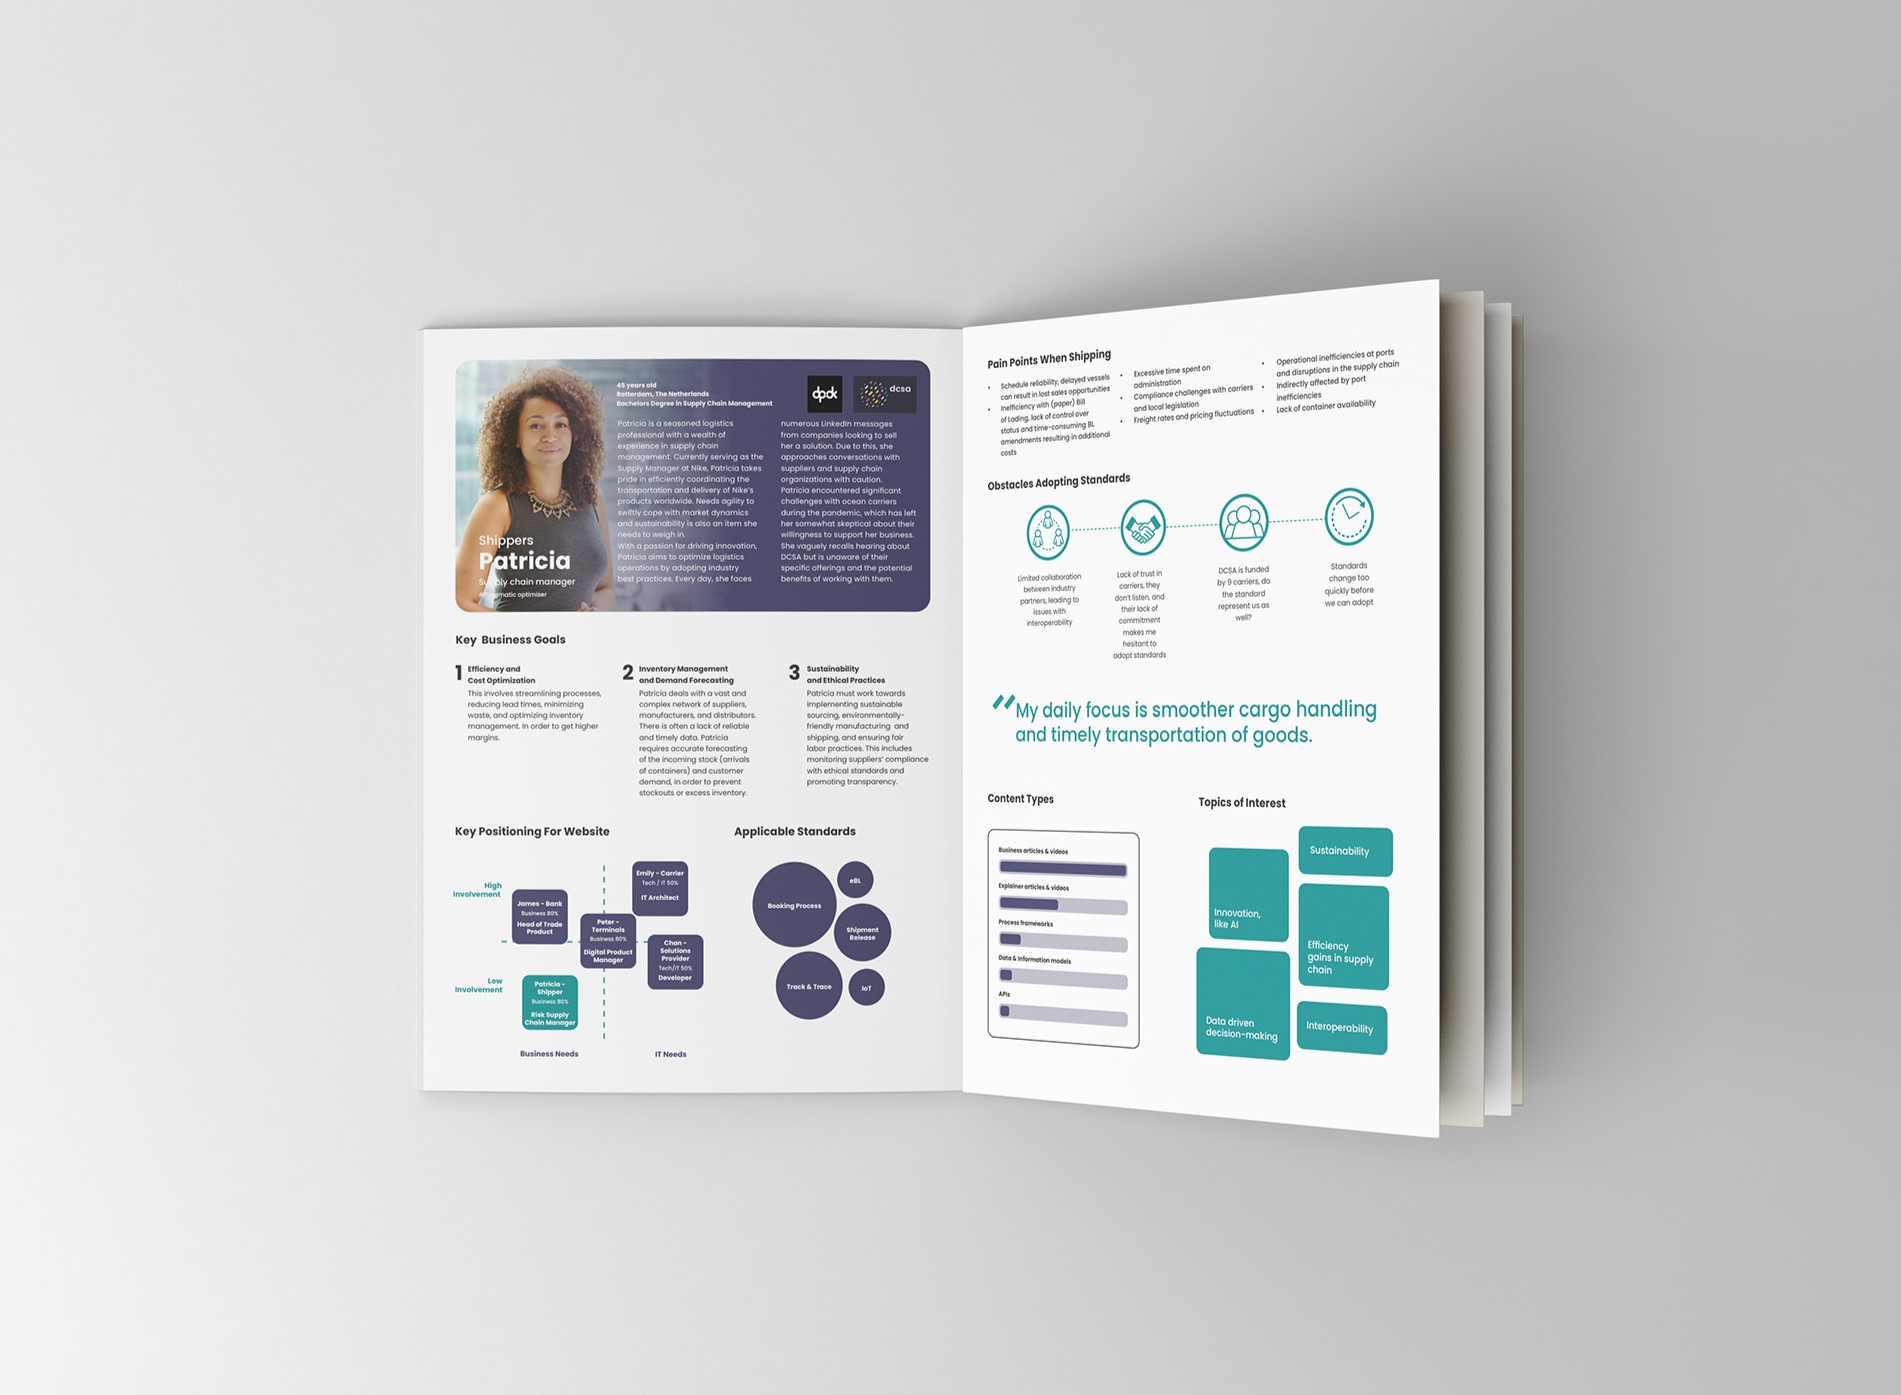 45 years old
Rotterdam, The Netherlands
Bachelors Degree in Supply Chain Management
dpdk
dcsa
Patricia is a seasoned logistics
professional with a wealth of
experience in supply chain
management. Currently serving as the
Supply Manager at Nike, Patricia takes
pride in efficiently coordinating the
transportation and delivery of Nike's
products worldwide. Needs agility to
swiftly cope with market dynamics
and sustainability is also an item she
needs to weigh in.
With a passion for driving innovation,
Patricia aims to optimize logistics
operations by adopting industry
best practices. Every day, she faces
numerous LinkedIn messages
from companies looking to sell
her a solution. Due to this, she
approaches conversations with
suppliers and supply chain
organizations with caution.
Patricia encountered significant
challenges with ocean carriers
during the pandemic, which has left
her somewhat skeptical about their
willingness to support her business.
She vaguely recalls hearing about
DCSA but is unaware of their
specific offerings and the potential
benefits of working with them.
Shippers
Patricia
Supply chain manager
#Pragmatic optimiser
Key Business Goals
1 Efficiency and
Cost Optimization
This involves streamlining processes,
reducing lead times, minimizing
waste, and optimizing inventory
management. In order to get higher
margins.
2 Inventory Management
and Demand Forecasting
Patricia deals with a vast and
complex network of suppliers,
manufacturers, and distributors.
There is often a lack of reliable
and timely data. Patricia
requires accurate forecasting
of the incoming stock (arrivals
of containers) and customer
demand, in order to prevent
stockouts or excess inventory.
3 Sustainability
and Ethical Practices
Patricia must work towards
implementing sustainable
sourcing, environmentally-
friendly manufacturing and
shipping, and ensuring fair
labor practices. This includes
monitoring suppliers' compliance
with ethical standards and
promoting transparency.
Key Positioning For Website
High
Involvement
Low
Involvement
James - Bank
Business 80%
Head of Trade
Product
Emily - Carrier
Tech / IT 50%
IT Architect
Peter -
Terminals
Business 80%
Digital Product
Manager
Chan -
Solutions
Provider
Tech/IT 50%
Developer
Patricia -
Shipper
Business 80%
Risk Supply
Chain Manager
Business Needs
IT Needs
Applicable Standards
Booking Process
eBL
Shipment
Release
Track & Trace
IoT
Pain Points When Shipping
• Schedule reliability, delayed vessels
can result in lost sales opportunities
• Inefficiency with (paper) Bill
of Lading, lack of control over
status and time-consuming BL
amendments resulting in additional
costs
• Excessive time spent on
administration
• Compliance challenges with carriers
and local legislation
• Freight rates and pricing fluctuations
• Operational inefficiencies at ports
and disruptions in the supply chain
• Indirectly affected by port
inefficiencies
• Lack of container availability
Obstacles Adopting Standards
Limited collaboration
between industry
partners, leading to
issues with
interoperability
Lack of trust in
carriers, they
don't listen, and
their lack of
commitment
makes me
hesitant to
adopt standards
DCSA is funded
by 9 carriers, do
the standard
represent us as
well?
Standards
change too
quickly before
we can adopt
"My daily focus is smoother cargo handling
and timely transportation of goods.
Content Types
Business articles & videos
Explainer articles & videos
Process frameworks
Data & Information models
APIs
Topics of Interest
Innovation,
like AI
Sustainability
Efficiency
gains in supply
chain
Data driven
decision-making
Interoperability